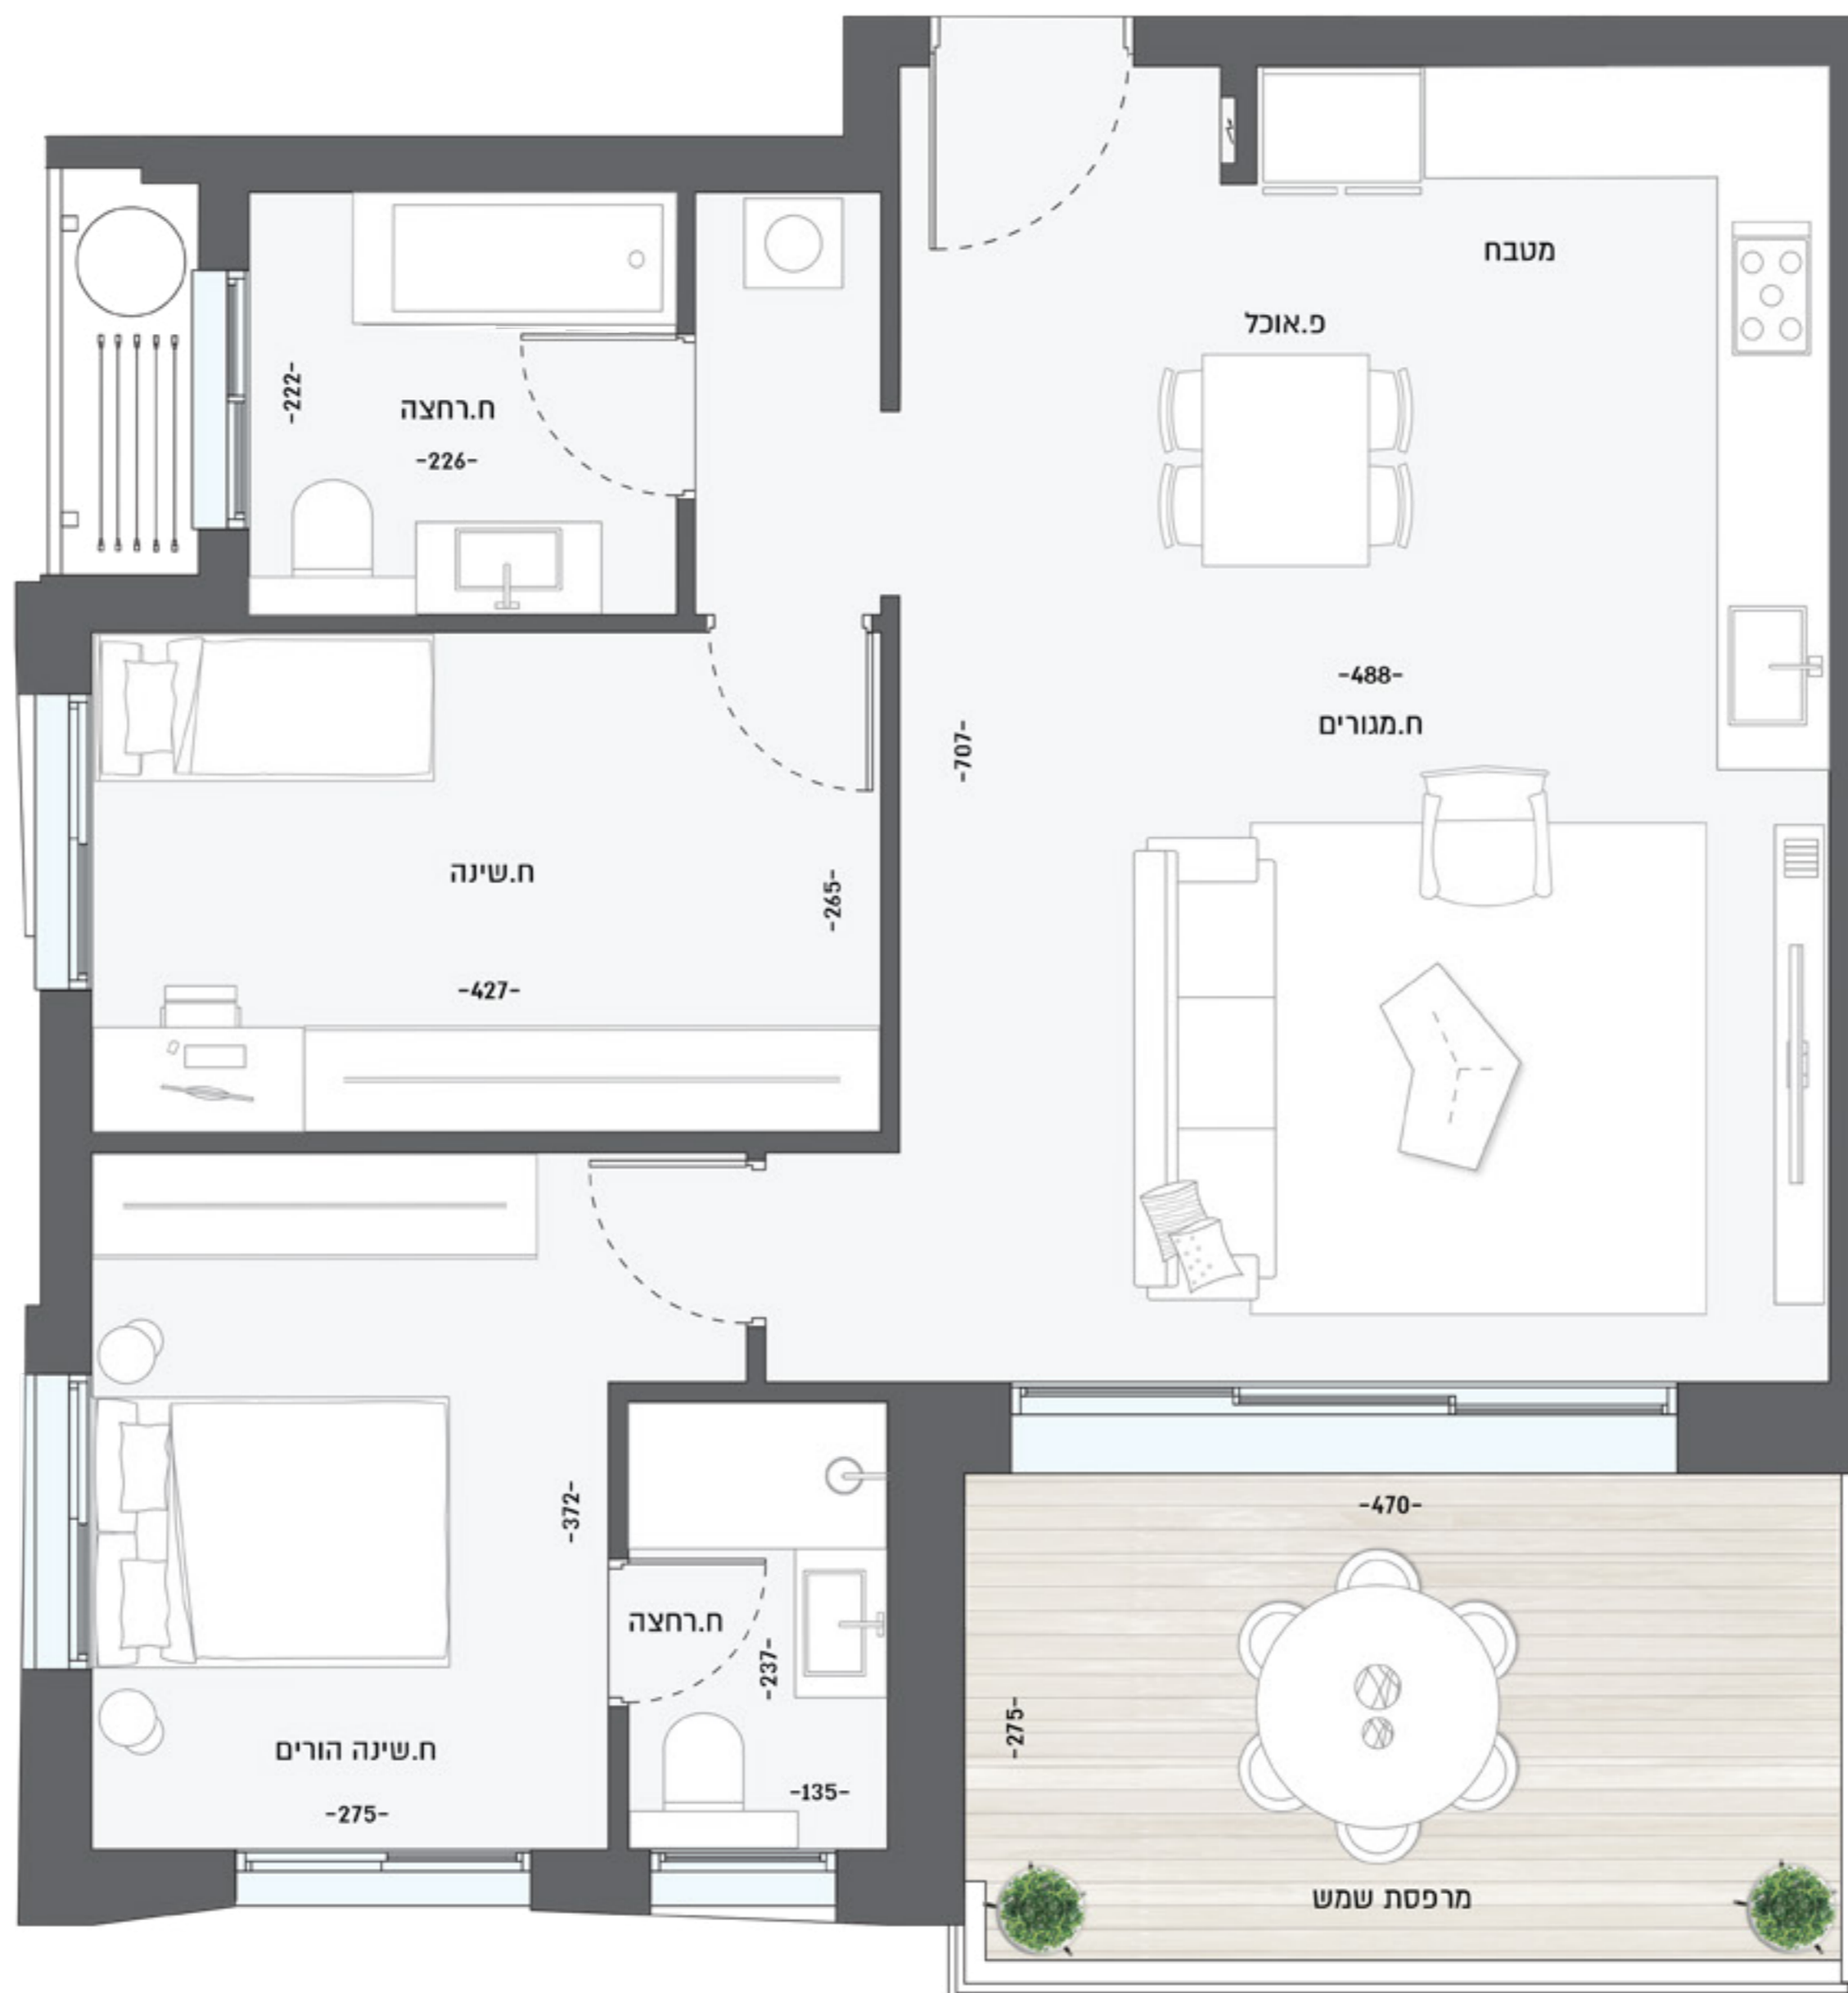 מטבח
פ.אוכל
-222-
ח.רחצה
-226-
-488-
ח.מגורים
-707-
ח.שינה
-265-
-427-
-470-
-372-
ח.רחצה
-237-
-275-
ח.שינה הורים
-135-
-275-
מרפסת שמש